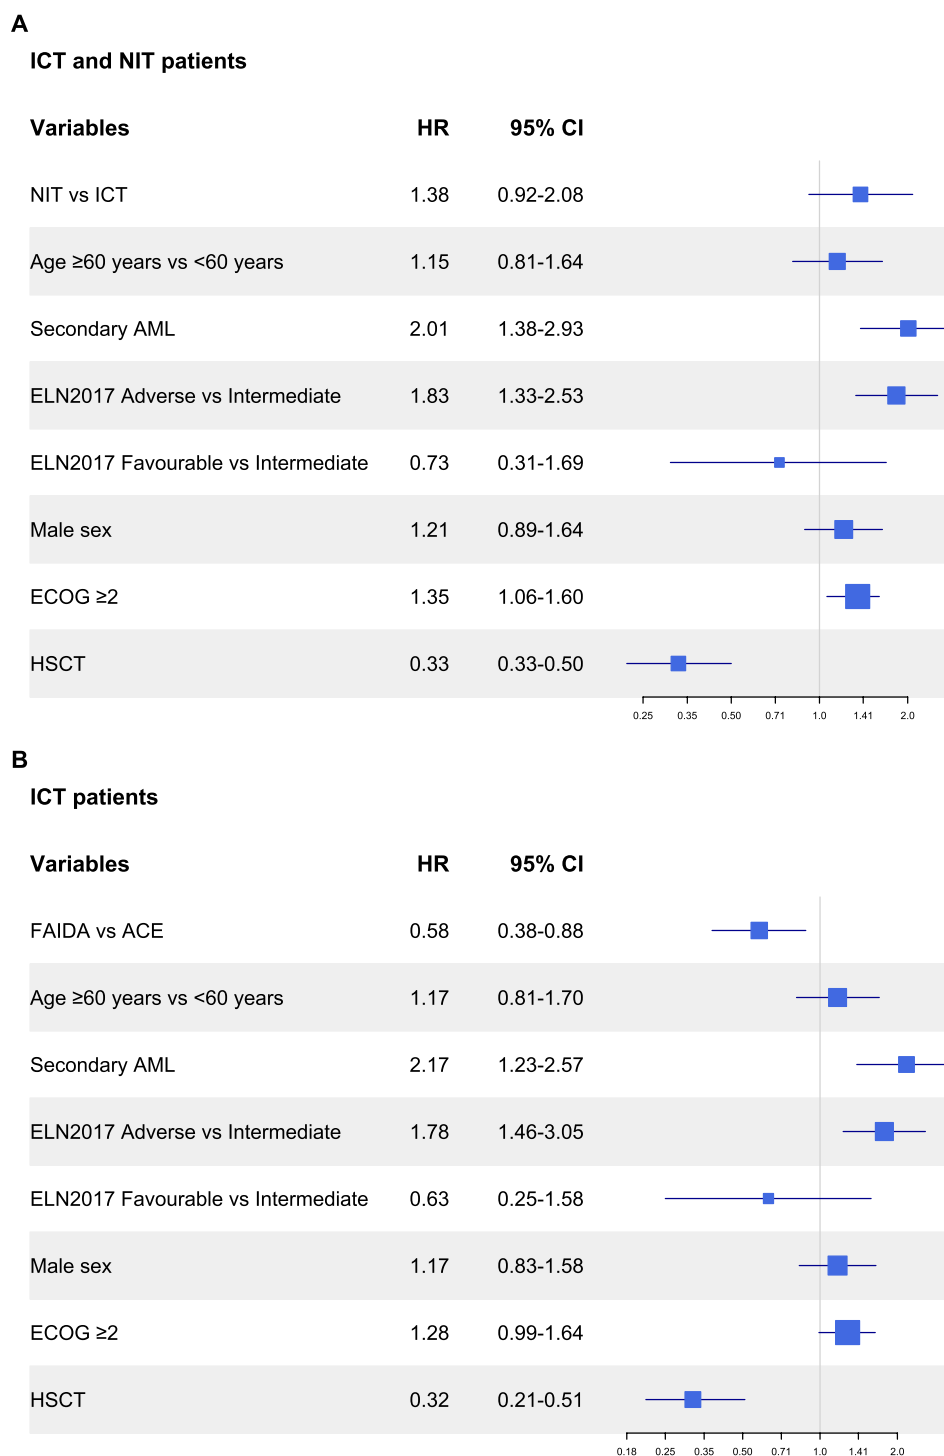 A
ICT and NIT patients
Variables HR 95% CI
NIT vs ICT 1.38 0.92-2.08
Age ≥60 years vs <60 years 1.15 0.81-1.64
Secondary AML 2.01 1.38-2.93
ELN2017 Adverse vs Intermediate 1.83 1.33-2.53
ELN2017 Favourable vs Intermediate 0.73 0.31-1.69
Male sex 1.21 0.89-1.64
ECOG ≥2 1.35 1.06-1.60
HSCT 0.33 0.33-0.50
0.25 0.35 0.50 0.71 1.0 1.41 2.0
B
ICT patients
Variables HR 95% CI
FAIDA vs ACE 0.58 0.38-0.88
Age ≥60 years vs <60 years 1.17 0.81-1.70
Secondary AML 2.17 1.23-2.57
ELN2017 Adverse vs Intermediate 1.78 1.46-3.05
ELN2017 Favourable vs Intermediate 0.63 0.25-1.58
Male sex 1.17 0.83-1.58
ECOG ≥2 1.28 0.99-1.64
HSCT 0.32 0.21-0.51
0.18 0.25 0.35 0.50 0.71 1.0 1.41 2.0